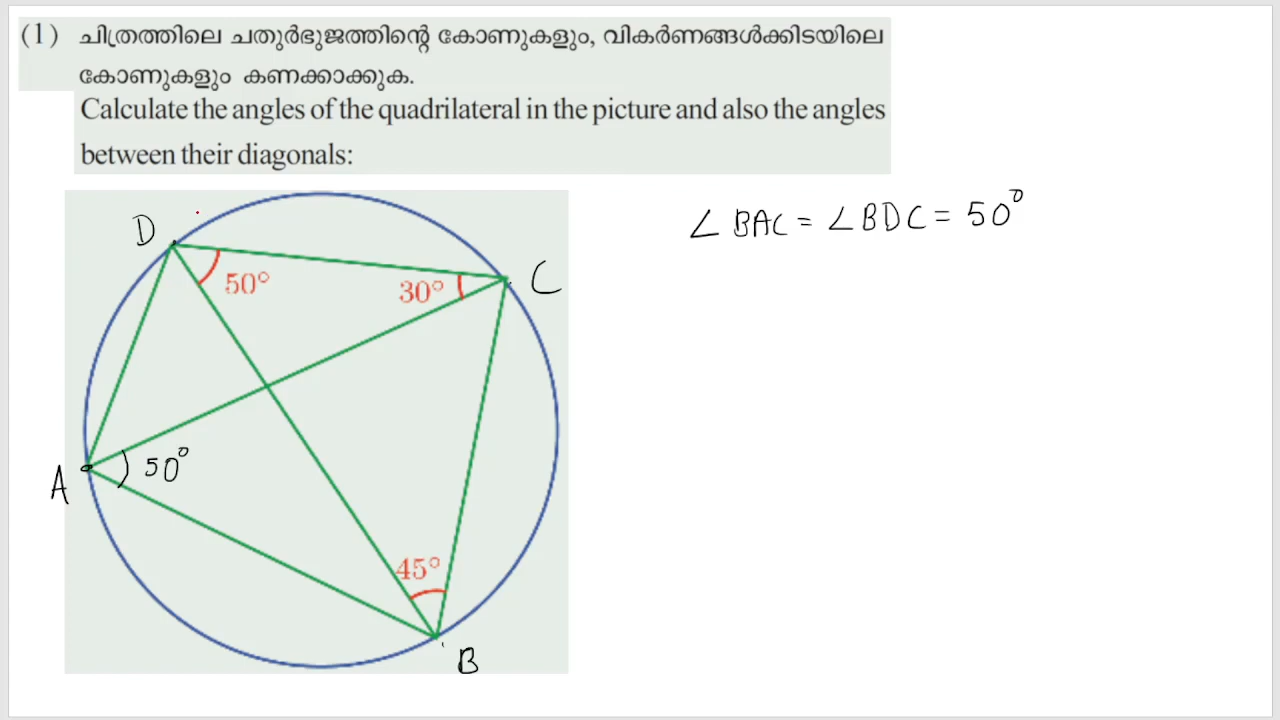 (1) ചിത്രത്തിലെ ചതുർഭുജത്തിന്റെ കോണുകളും, വികർണങ്ങൾക്കിടയിലെ
കോണുകളും കണക്കാക്കുക.
Calculate the angles of the quadrilateral in the picture and also the angles
between their diagonals:
∠BAC = ∠BDC = 50°
D
50°
30°
C
A
50°
45°
B